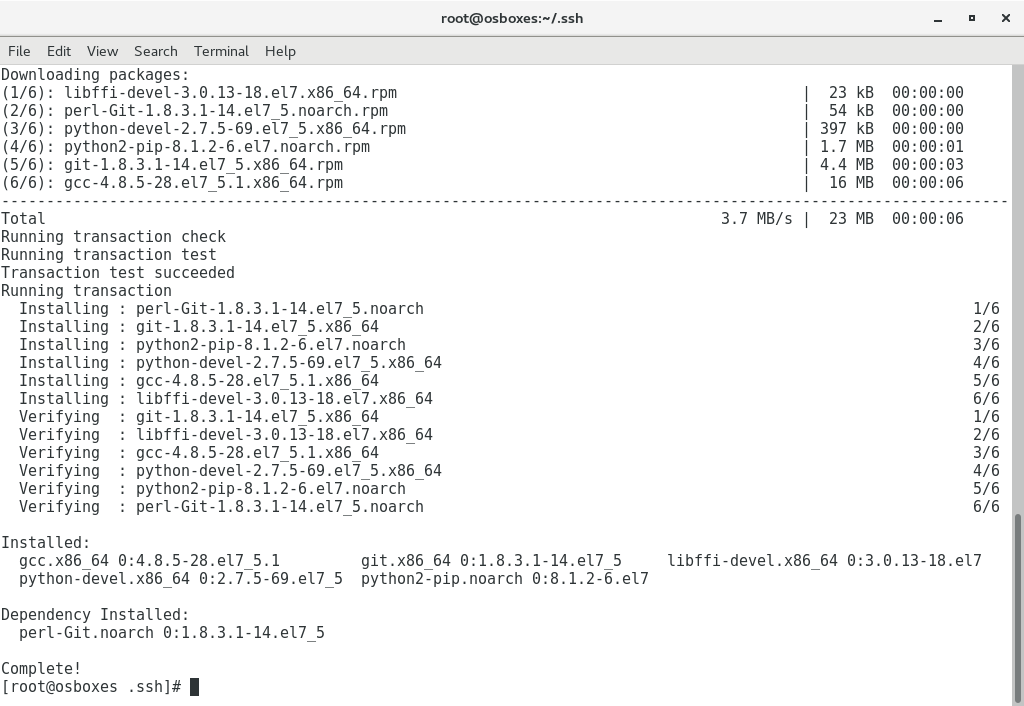 root@osboxes:~/.ssh
File Edit View Search Terminal Help
Downloading packages:
(1/6): libffi-devel-3.0.13-18.el7.x86_64.rpm | 23 kB 00:00:00
(2/6): perl-Git-1.8.3.1-14.el7_5.noarch.rpm | 54 kB 00:00:00
(3/6): python-devel-2.7.5-69.el7_5.x86_64.rpm | 397 kB 00:00:00
(4/6): python2-pip-8.1.2-6.el7.noarch.rpm | 1.7 MB 00:00:01
(5/6): git-1.8.3.1-14.el7_5.x86_64.rpm | 4.4 MB 00:00:03
(6/6): gcc-4.8.5-28.el7_5.1.x86_64.rpm | 16 MB 00:00:06
--------------------------------------------------------------------------------------------------------------
Total 3.7 MB/s | 23 MB 00:00:06
Running transaction check
Running transaction test
Transaction test succeeded
Running transaction
  Installing : perl-Git-1.8.3.1-14.el7_5.noarch 1/6
  Installing : git-1.8.3.1-14.el7_5.x86_64 2/6
  Installing : python2-pip-8.1.2-6.el7.noarch 3/6
  Installing : python-devel-2.7.5-69.el7_5.x86_64 4/6
  Installing : gcc-4.8.5-28.el7_5.1.x86_64 5/6
  Installing : libffi-devel-3.0.13-18.el7.x86_64 6/6
  Verifying  : git-1.8.3.1-14.el7_5.x86_64 1/6
  Verifying  : libffi-devel-3.0.13-18.el7.x86_64 2/6
  Verifying  : gcc-4.8.5-28.el7_5.1.x86_64 3/6
  Verifying  : python-devel-2.7.5-69.el7_5.x86_64 4/6
  Verifying  : python2-pip-8.1.2-6.el7.noarch 5/6
  Verifying  : perl-Git-1.8.3.1-14.el7_5.noarch 6/6

Installed:
  gcc.x86_64 0:4.8.5-28.el7_5.1 git.x86_64 0:1.8.3.1-14.el7_5 libffi-devel.x86_64 0:3.0.13-18.el7
  python-devel.x86_64 0:2.7.5-69.el7_5 python2-pip.noarch 0:8.1.2-6.el7

Dependency Installed:
  perl-Git.noarch 0:1.8.3.1-14.el7_5

Complete!
[root@osboxes .ssh]#